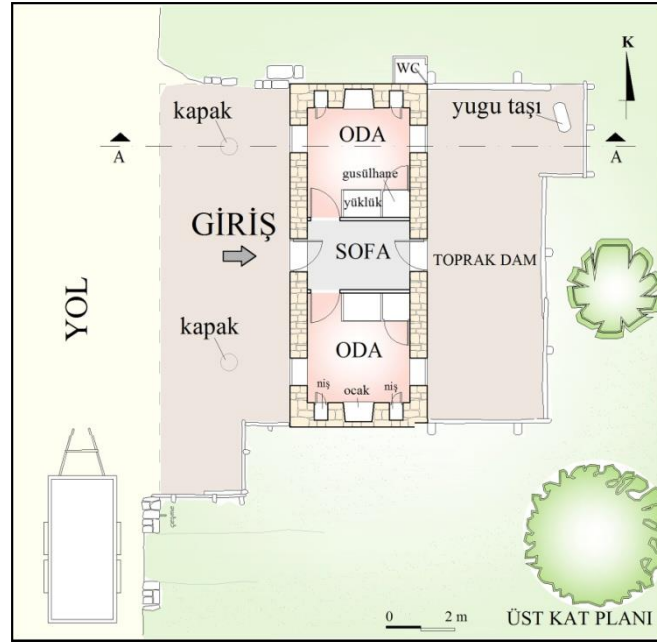 WC
K
kapak
ODA
yugu taşı
A
A
gusülhane
yüklük
GİRİŞ
SOFA
TOPRAK DAM
YOL
kapak
ODA
niş
ocak
niş
0 2 m
ÜST KAT PLANI